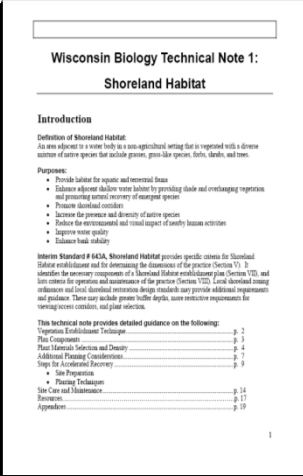 Wisconsin Biology Technical Note 1:
Shoreland Habitat
Introduction
Definition of Shoreland Habitat:
An area adjacent to a water body in a non-agricultural setting that is vegetated with a diverse
mixture of native species that include grasses, grass-like species, forbs, shrubs, and trees.
Purposes:
• Provide habitat for aquatic and terrestrial fauna
• Enhance adjacent shallow water habitat by providing shade and overhanging vegetation
and promoting natural recovery of emergent species
• Promote shoreland corridors
• Increase the presence and diversity of native species
• Reduce the environmental and visual impact of nearby human activities
• Improve water quality
• Enhance bank stability
Interim Standard # 643A, Shoreland Habitat provides specific criteria for Shoreland
Habitat establishment and for determining the dimensions of the practice (Section V). It
identifies the necessary components of a Shoreland Habitat establishment plan (Section VII), and
lists criteria for operation and maintenance of the practice (Section VIII). Local shoreland zoning
ordinances and local shoreland restoration design standards may provide additional requirements
and guidance. These may include greater buffer depths, more restrictive requirements for
viewing/access corridors, and plant selection.
This technical note provides detailed guidance on the following:
Vegetation Establishment Technique...p. 2
Plan Components...p. 3
Plant Materials Selection and Density...p. 4
Additional Planning Considerations...p. 7
Steps for Accelerated Recovery...p. 9
• Site Preparation
• Planting Techniques
Site Care and Maintenance...p. 14
Resources...p. 17
Appendices...p. 19
1